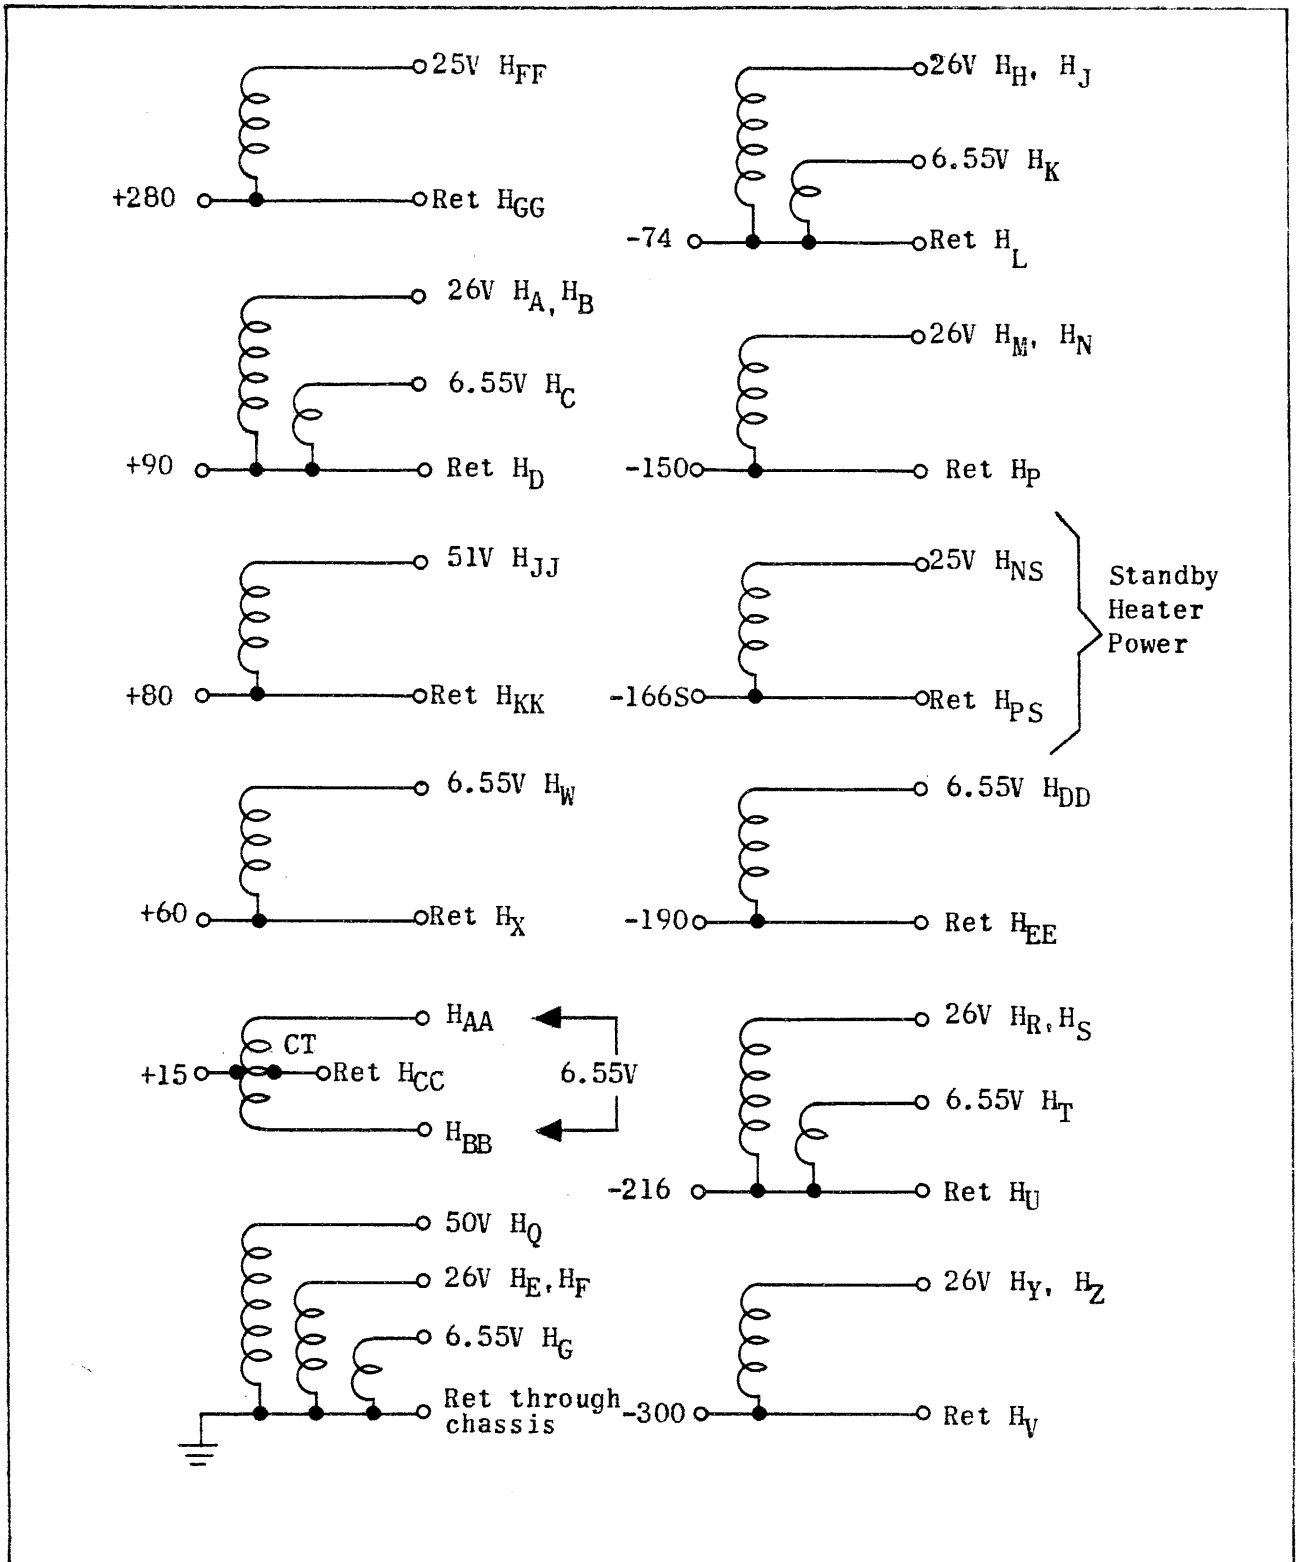 25V H_FF
+280 Ret H_GG
26V H_A, H_B
6.55V H_C
+90 Ret H_D
51V H_JJ
+80 Ret H_KK
6.55V H_W
+60 Ret H_X
H_AA
CT
+15 Ret H_CC 6.55V
H_BB
50V H_Q
26V H_E, H_F
6.55V H_G
Ret through
chassis
26V H_H, H_J
6.55V H_K
-74 Ret H_L
26V H_M, H_N
-150 Ret H_P
25V H_NS
-166S Ret H_PS
Standby
Heater
Power
6.55V H_DD
-190 Ret H_EE
26V H_R, H_S
6.55V H_T
-216 Ret H_U
26V H_Y, H_Z
-300 Ret H_V